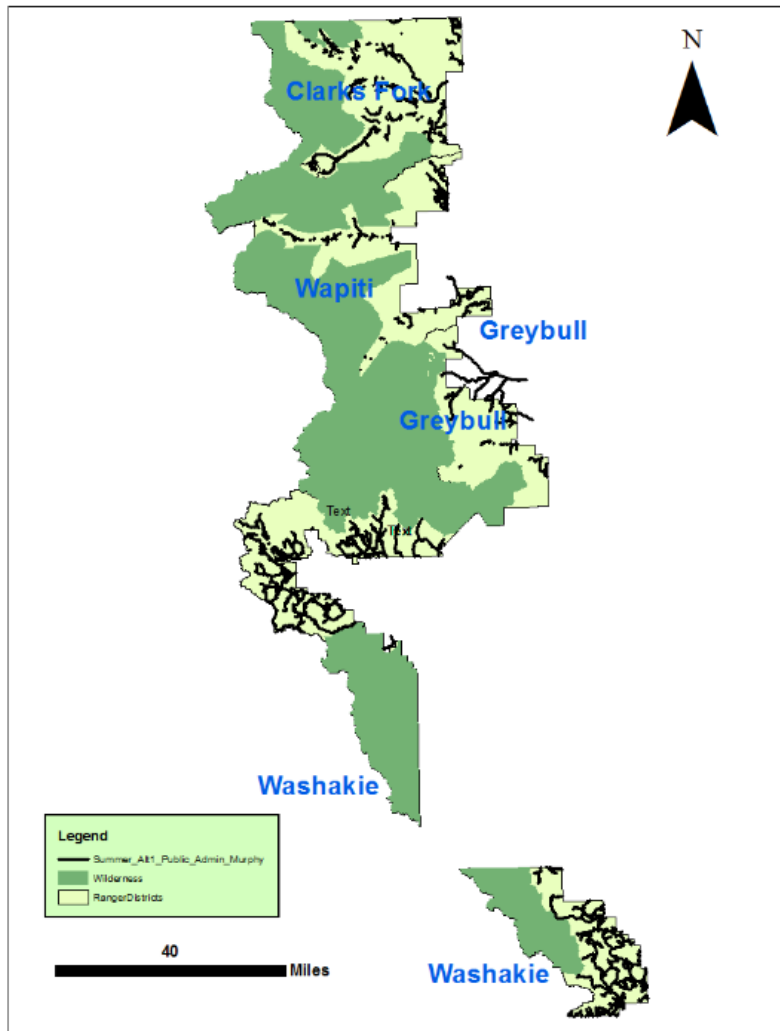 N
Clarks Fork
Wapiti
Greybull
Greybull
Text
Text
Washakie
Legend
Summer_Alt1_Public_Admin_Murphy
Wilderness
RangerDistricts
40
Miles
Washakie